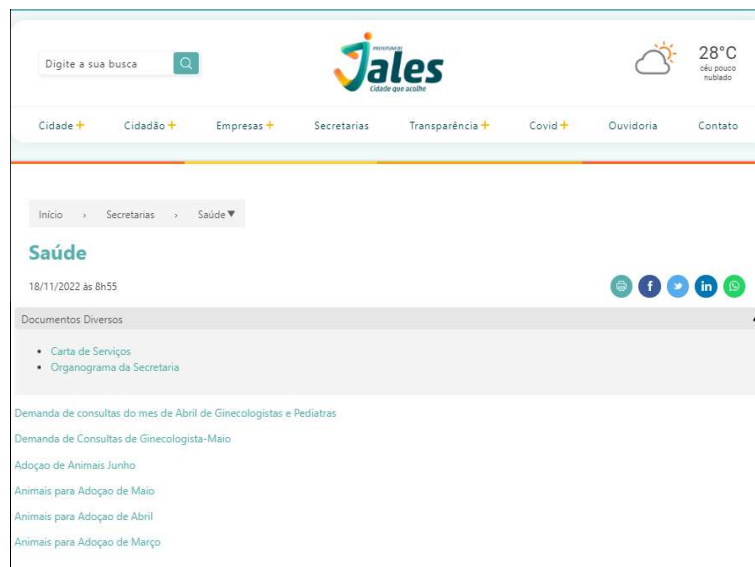 Digite a sua busca
PREFEITURA DE
Jales
Cidade que acolhe
28°C
céu pouco
nublado
Cidade + Cidadão + Empresas + Secretarias Transparência + Covid + Ouvidoria Contato
Início › Secretarias › Saúde ▼
Saúde
18/11/2022 às 8h55
Documentos Diversos
• Carta de Serviços
• Organograma da Secretaria
Demanda de consultas do mes de Abril de Ginecologistas e Pediatras
Demanda de Consultas de Ginecologista-Maio
Adoçao de Animais Junho
Animais para Adoçao de Maio
Animais para Adoçao de Abril
Animais para Adoçao de Março